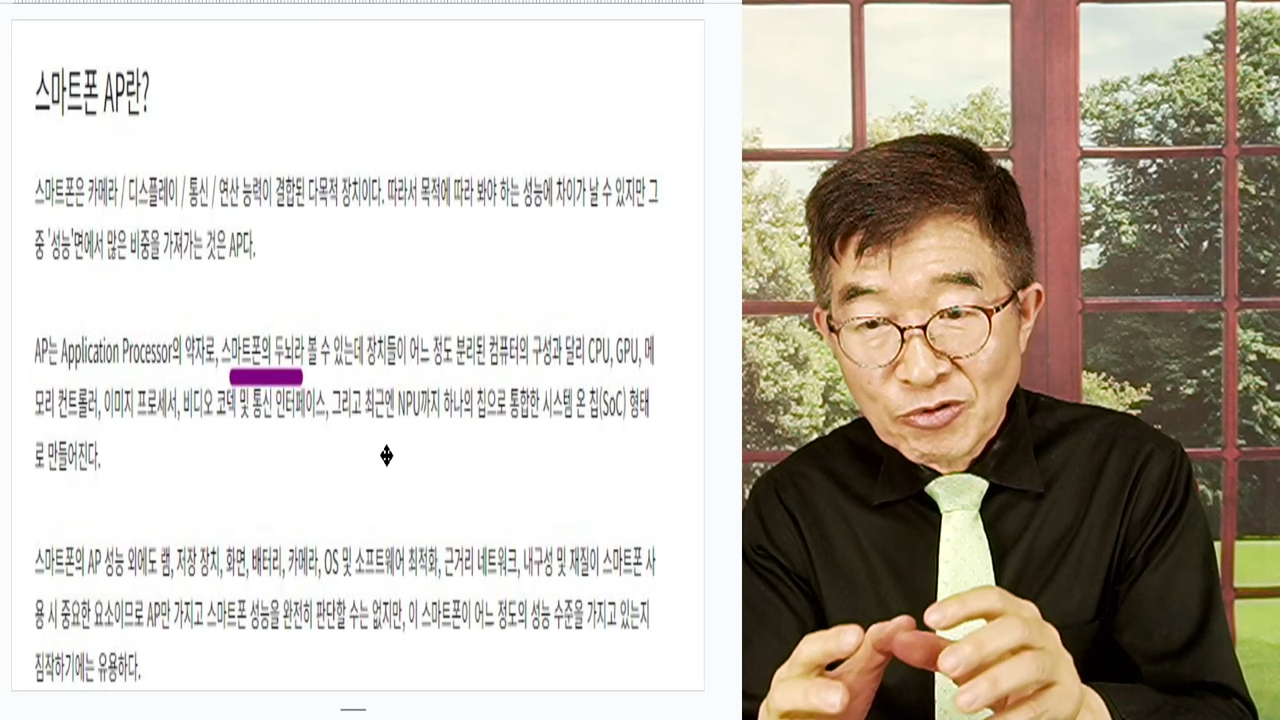 스마트폰 AP란?
스마트폰은 카메라 / 디스플레이 / 통신 / 연산 능력이 결합된 다목적 장치이다. 따라서 목적에 따라 봐야 하는 성능에 차이가 날 수 있지만 그
중 '성능'면에서 많은 비중을 가져가는 것은 AP다.
AP는 Application Processor의 약자로, 스마트폰의 두뇌라 볼 수 있는데 장치들이 어느 정도 분리된 컴퓨터의 구성과 달리 CPU, GPU, 메
모리 컨트롤러, 이미지 프로세서, 비디오 코덱 및 통신 인터페이스, 그리고 최근엔 NPU까지 하나의 칩으로 통합한 시스템 온 칩(SoC) 형태
로 만들어진다.
스마트폰의 AP 성능 외에도 램, 저장 장치, 화면, 배터리, 카메라, OS 및 소프트웨어 최적화, 근거리 네트워크, 내구성 및 재질이 스마트폰 사
용 시 중요한 요소이므로 AP만 가지고 스마트폰 성능을 완전히 판단할 수는 없지만, 이 스마트폰이 어느 정도의 성능 수준을 가지고 있는지
짐작하기에는 유용하다.